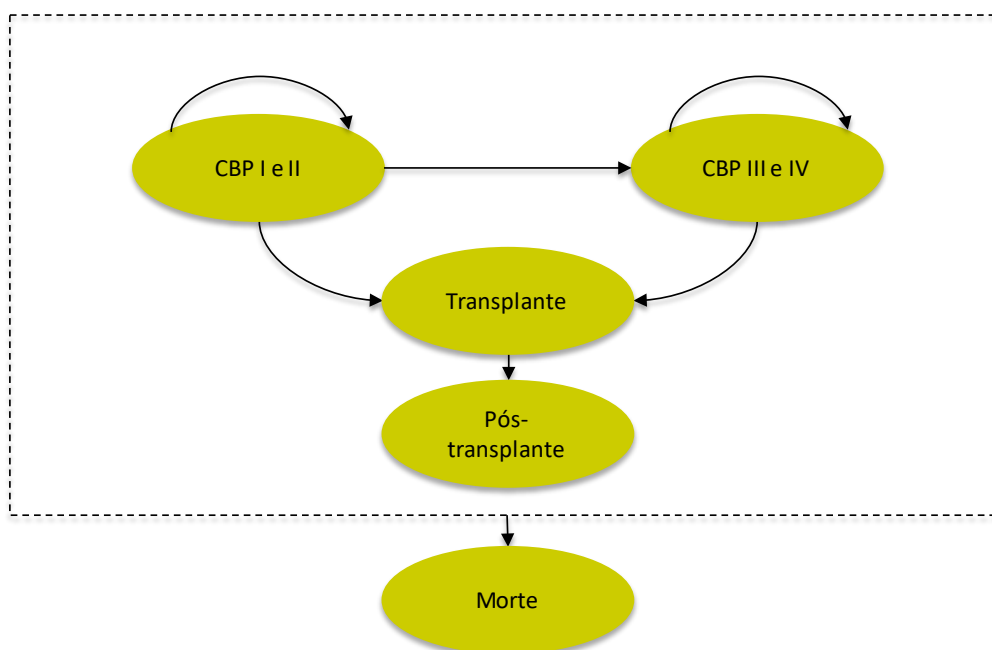 CBP I e II
CBP III e IV
Transplante
Pós-
transplante
Morte